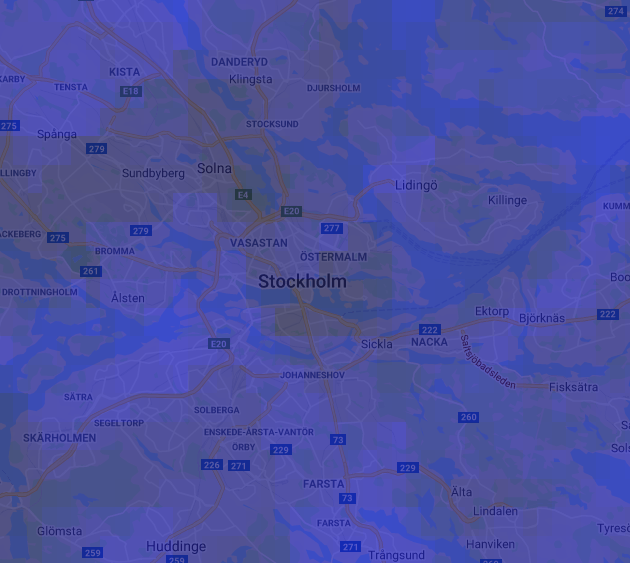 274
DANDERYD
KISTA
Klingsta
TENSTA
DJURSHOLM
E18
275
STOCKSUND
Spånga
279
Solna
Sundbyberg
Lidingö
E4
Killinge
E20
277
279
275
VASASTAN
BROMMA
ÖSTERMALM
261
Stockholm
DROTTNINGHOLM
Ålsten
Ektorp
222
Björknäs
222
E20
Sickla
NACKA
Saltsjöbadsleden
JOHANNESHOV
Fisksätra
SÄTRA
SOLBERGA
260
SEGELTORP
ENSKEDE-ÅRSTA-VANTÖR
SKÄRHOLMEN
73
ÖRBY
229
226
271
229
FARSTA
Älta
73
Lindalen
FARSTA
Glömsta
Huddinge
271
Hanviken
259
Trångsund
259